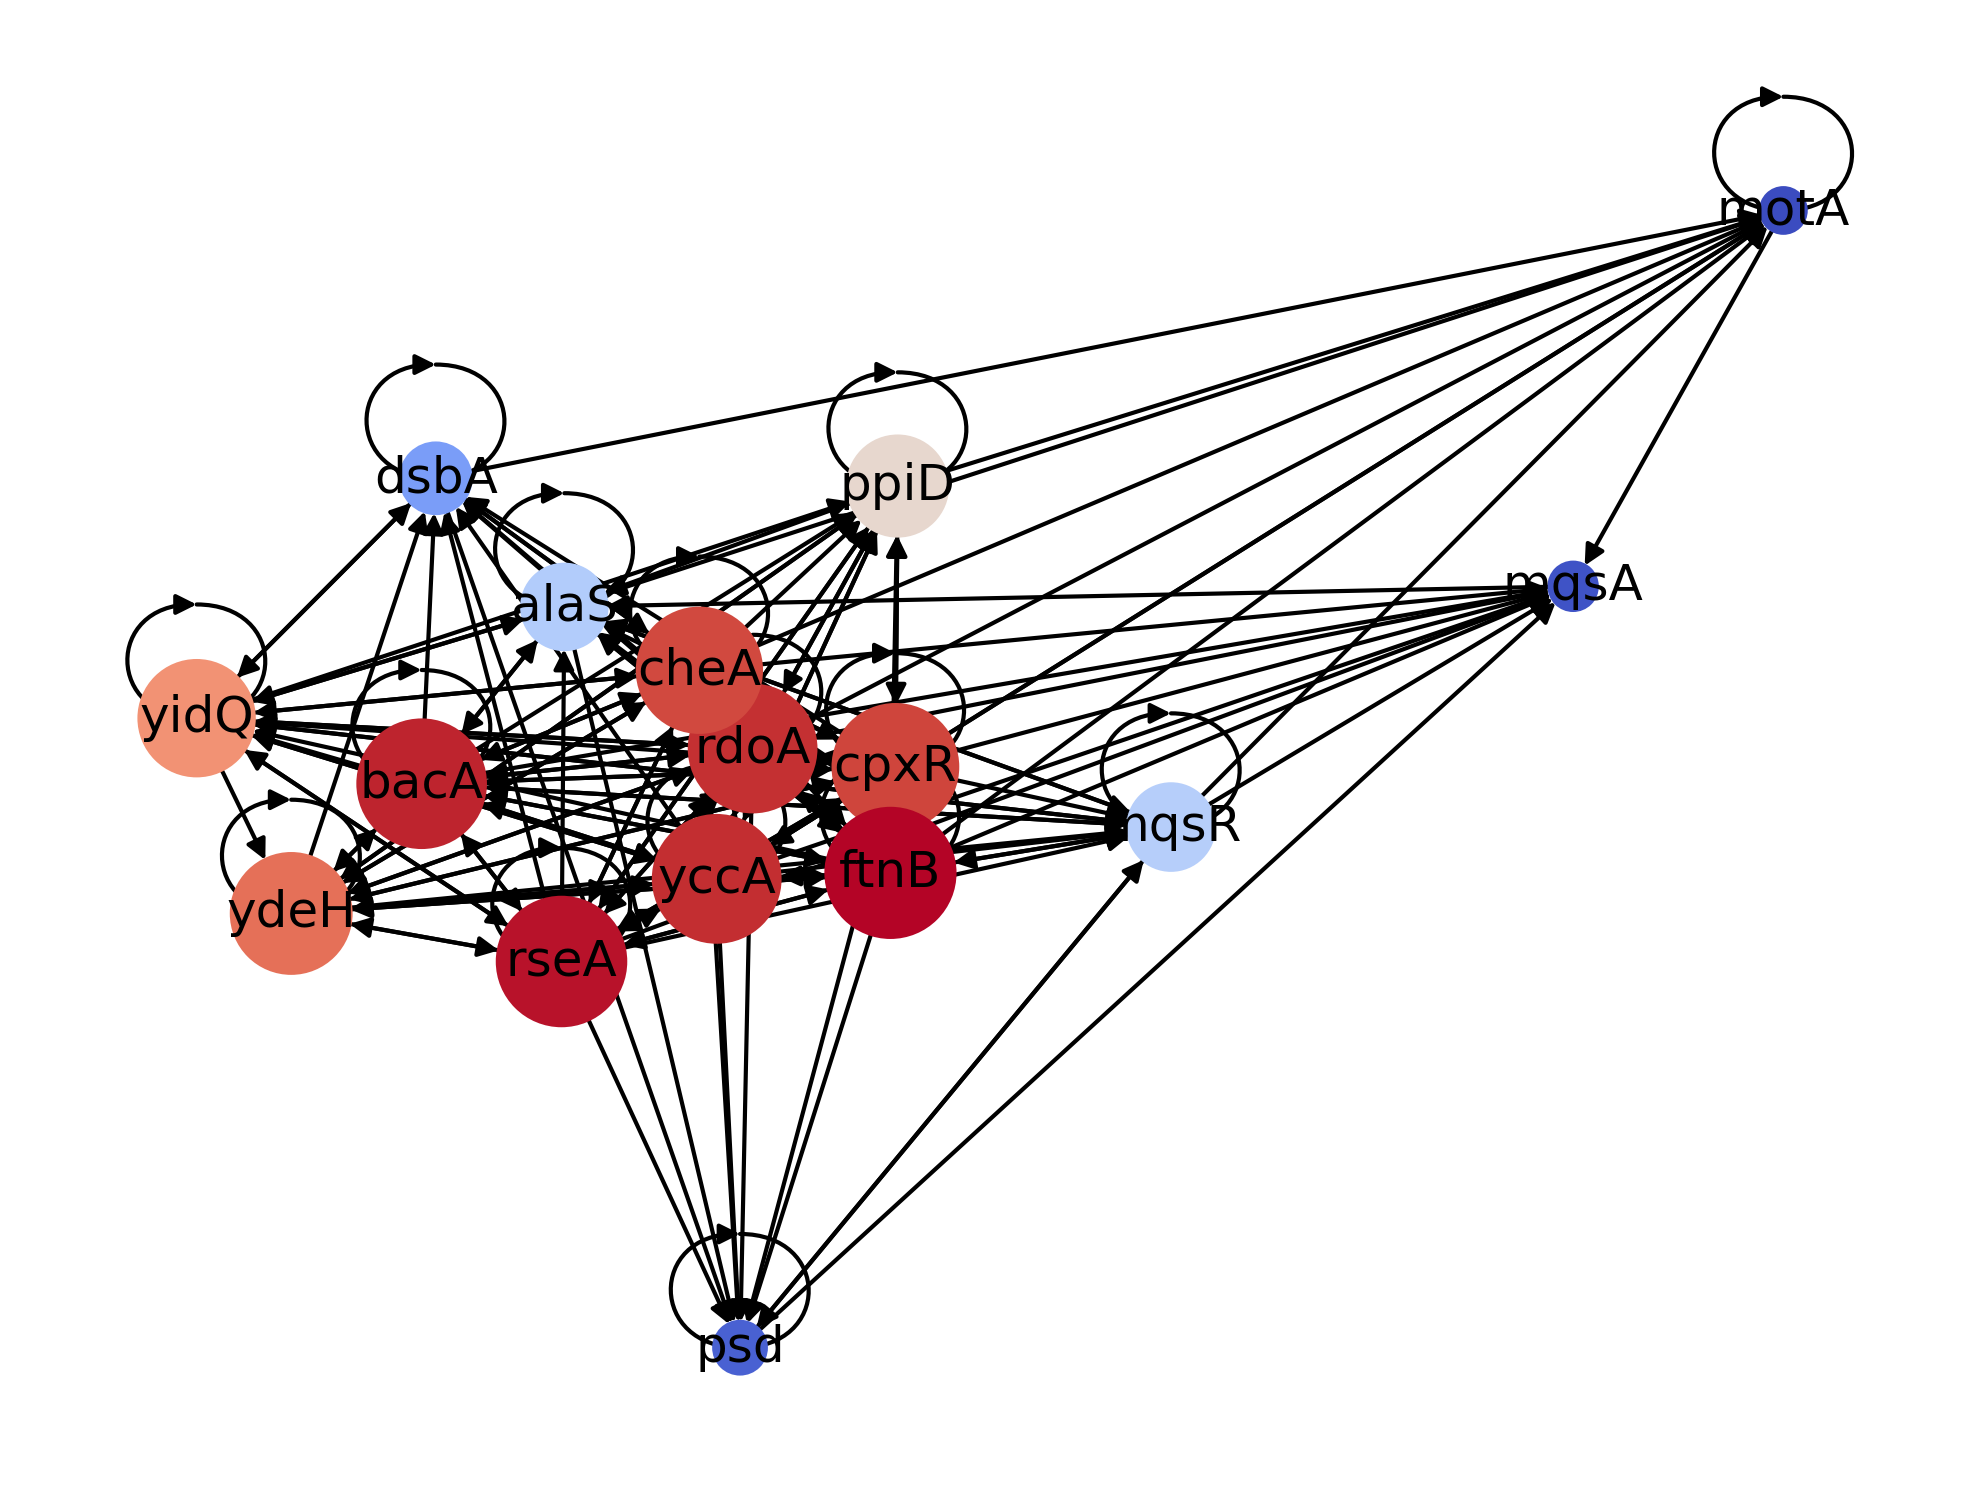 motA
dsbA
ppiD
mqsA
alaS
cheA
yidQ
rdoA
cpxR
bacA
mqsR
ftnB
yccA
ydeH
rseA
psd